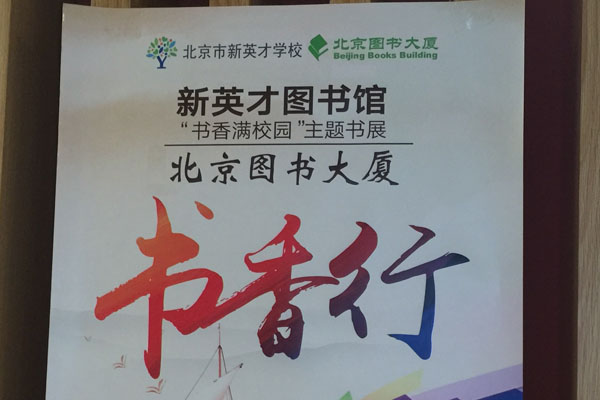 北京市新英才学校 北京图书大厦
Beijing Books Building
新英才图书馆
“书香满校园”主题书展
北京图书大厦
书香行